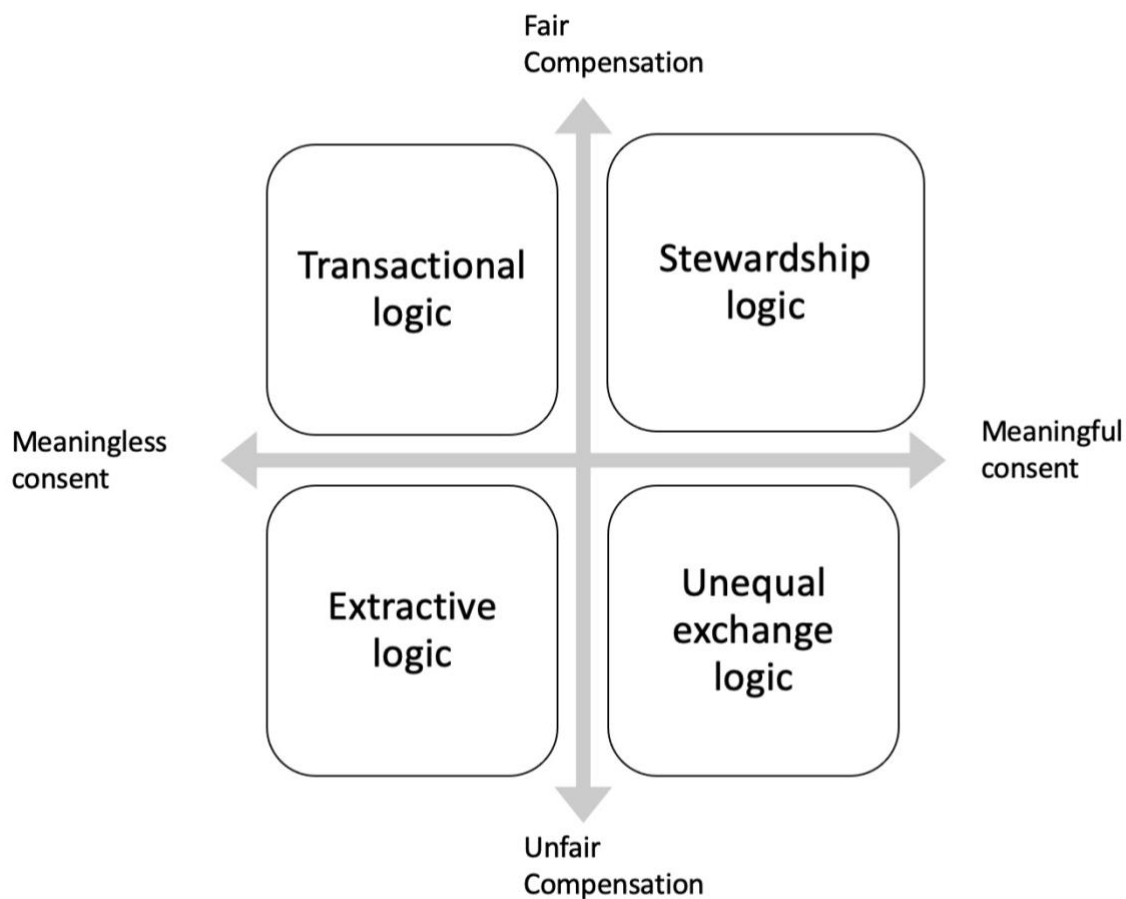 Fair
Compensation
Transactional
logic
Stewardship
logic
Meaningless
consent
Meaningful
consent
Extractive
logic
Unequal
exchange
logic
Unfair
Compensation